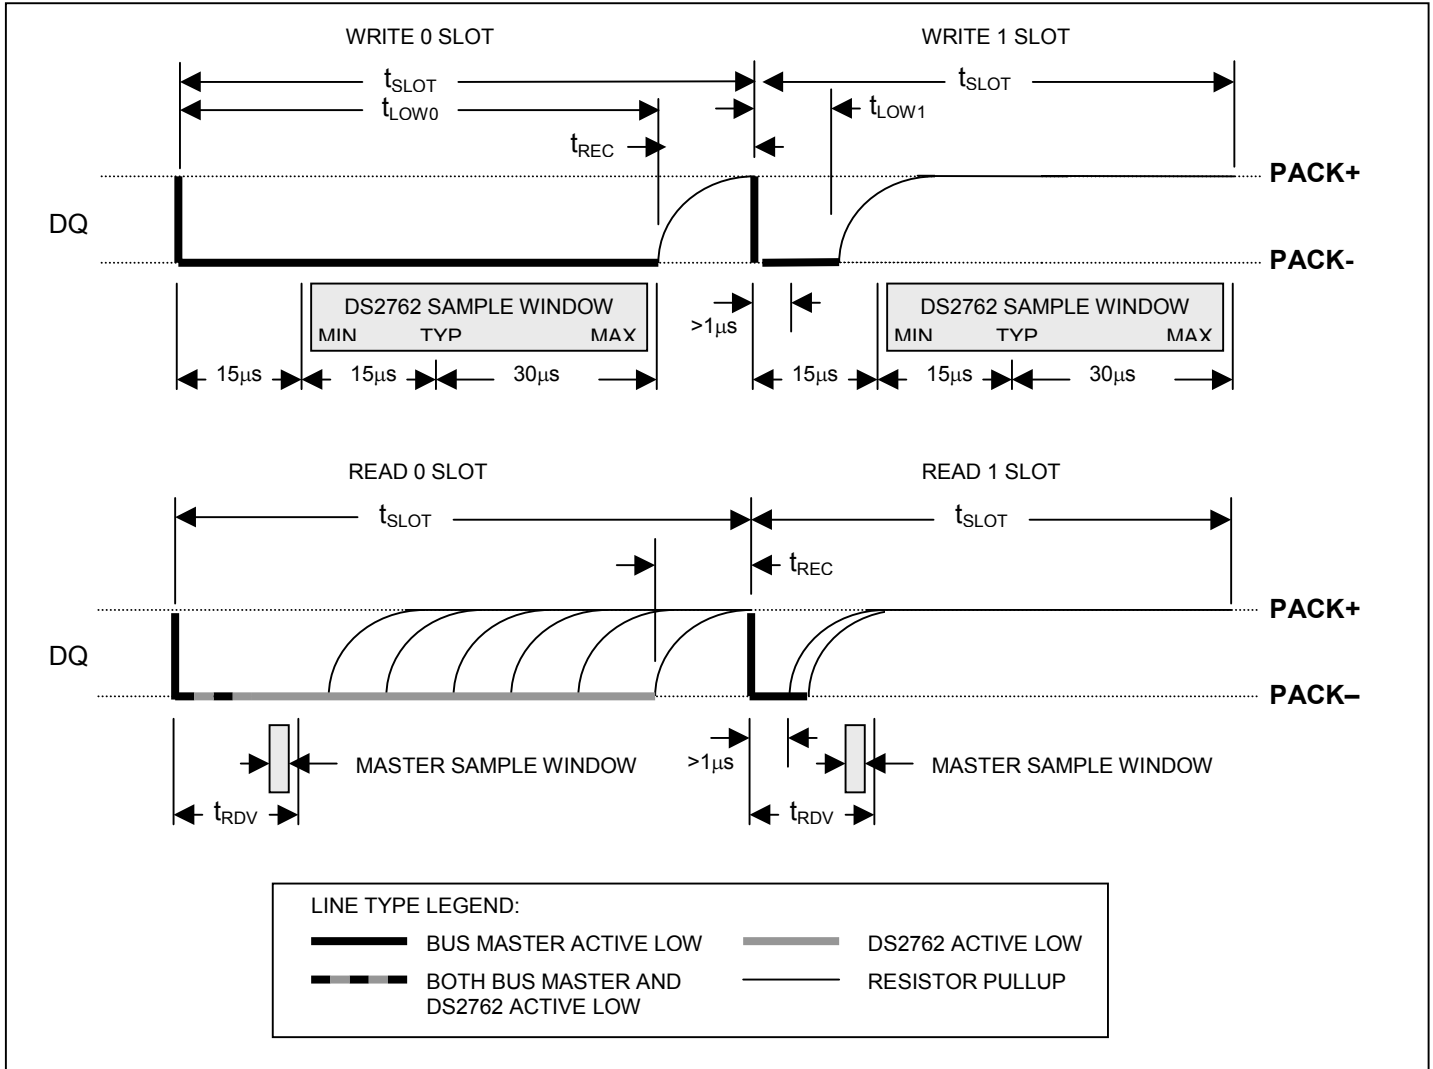 WRITE 0 SLOT WRITE 1 SLOT
tSLOT tSLOT
tLOW0 tLOW1
tREC
PACK+
DQ
PACK-
DS2762 SAMPLE WINDOW DS2762 SAMPLE WINDOW
MIN TYP MAX >1μs MIN TYP MAX
15μs 15μs 30μs 15μs 15μs 30μs
READ 0 SLOT READ 1 SLOT
tSLOT tSLOT
tREC
PACK+
DQ
PACK–
MASTER SAMPLE WINDOW >1μs MASTER SAMPLE WINDOW
tRDV tRDV
LINE TYPE LEGEND:
BUS MASTER ACTIVE LOW DS2762 ACTIVE LOW
BOTH BUS MASTER AND RESISTOR PULLUP
DS2762 ACTIVE LOW